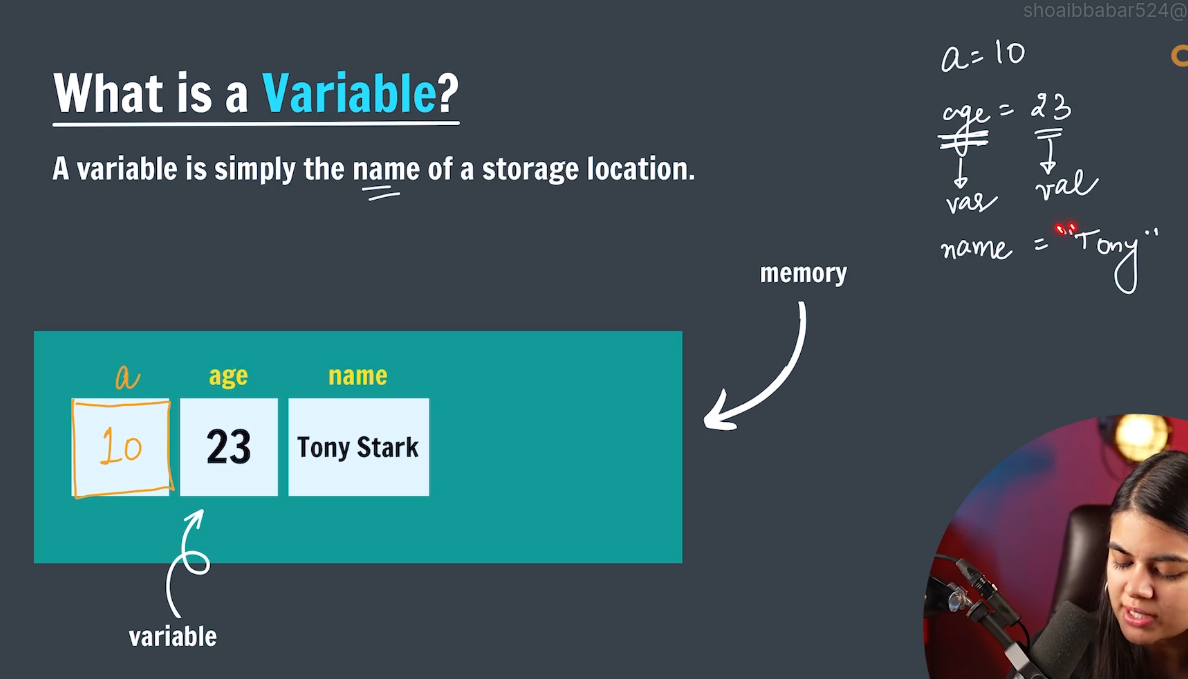 shoaibbabar524@
What is a Variable?
A variable is simply the name of a storage location.
a = 10
age = 23
var val
name = "Tony"
memory
a age name
10 23 Tony Stark
variable